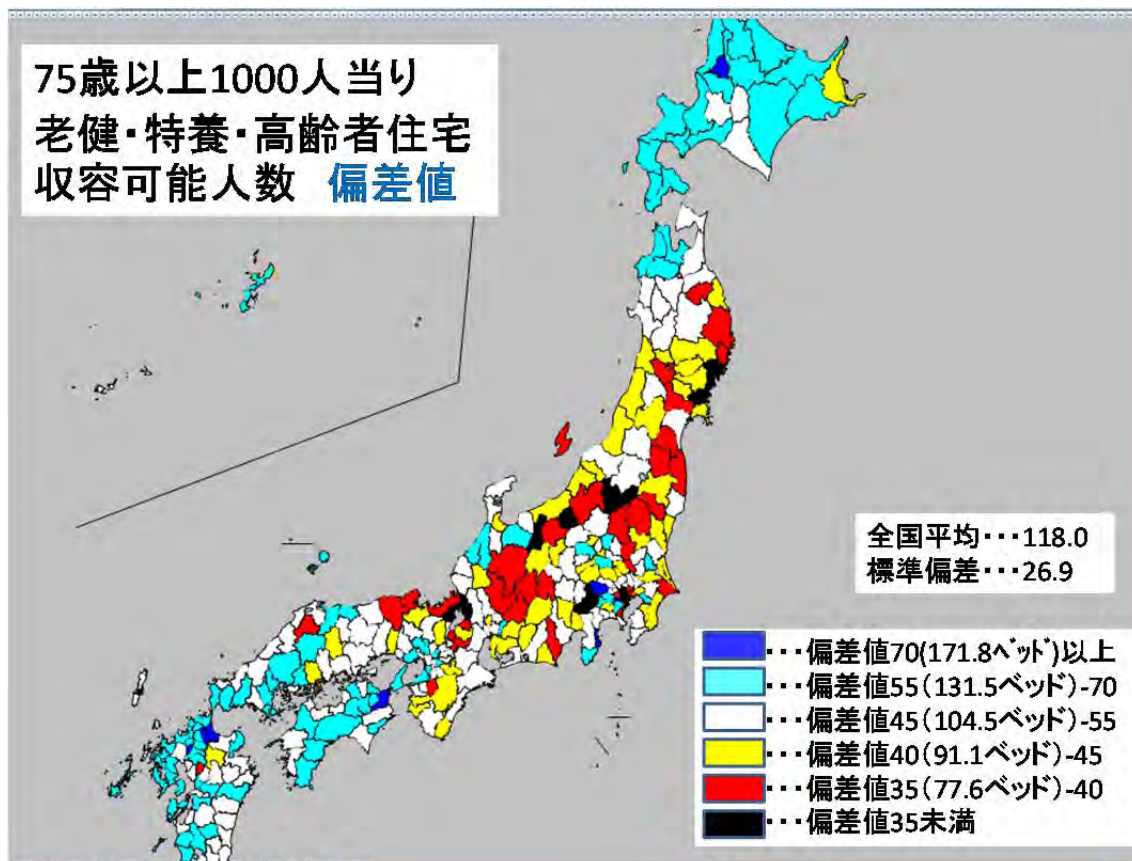 75歳以上1000人当り
老健・特養・高齢者住宅
収容可能人数 偏差値
全国平均・・・118.0
標準偏差・・・26.9
・・・偏差値70(171.8ベッド)以上
・・・偏差値55(131.5ベッド)-70
・・・偏差値45(104.5ベッド)-55
・・・偏差値40(91.1ベッド)-45
・・・偏差値35(77.6ベッド)-40
・・・偏差値35未満